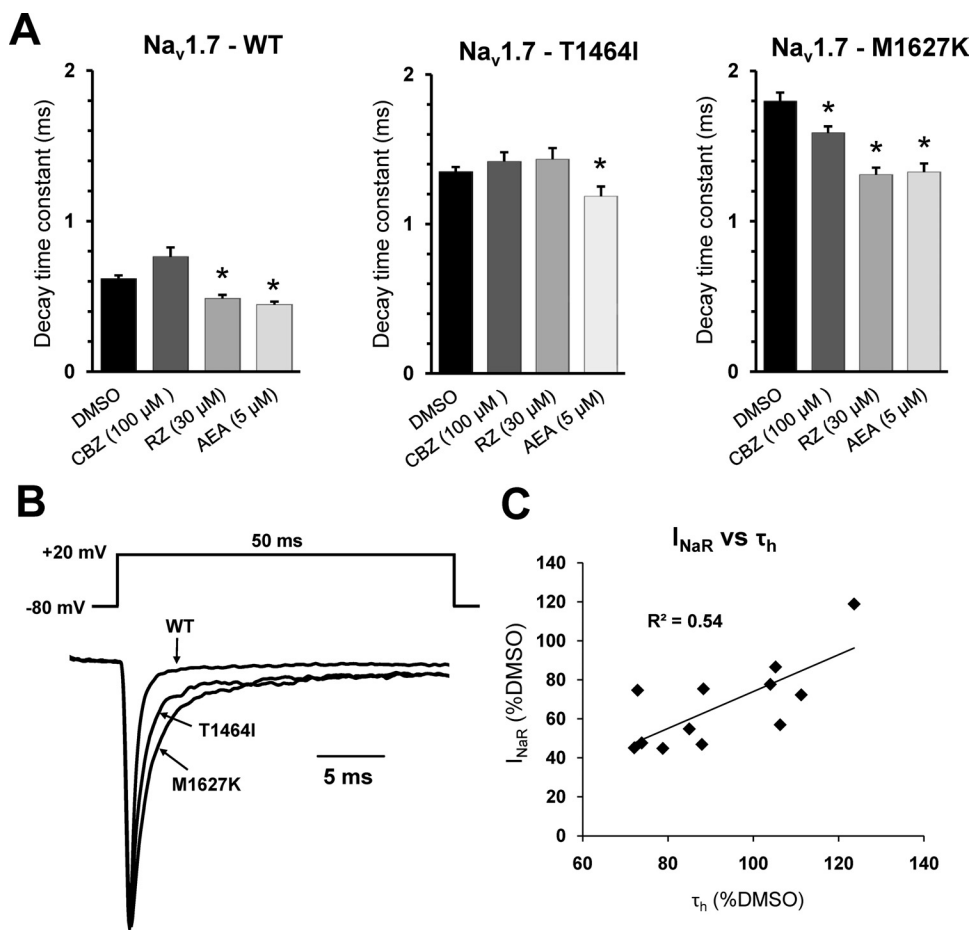 A
Nav1.7 - WT
Decay time constant (ms)
2
1
0
*
*
DMSO
CBZ (100 µM )
RZ (30 µM)
AEA (5 µM)
Nav1.7 - T1464I
Decay time constant (ms)
2
1
0
*
DMSO
CBZ (100 µM )
RZ (30 µM)
AEA (5 µM)
Nav1.7 - M1627K
Decay time constant (ms)
2
1
0
*
*
*
DMSO
CBZ (100 µM )
RZ (30 µM)
AEA (5 µM)
B
+20 mV
50 ms
-80 mV
WT
T1464I
M1627K
5 ms
C
INaR vs τh
INaR (%DMSO)
140
120
100
80
60
40
20
0
R² = 0.54
60
80
100
120
140
τh (%DMSO)